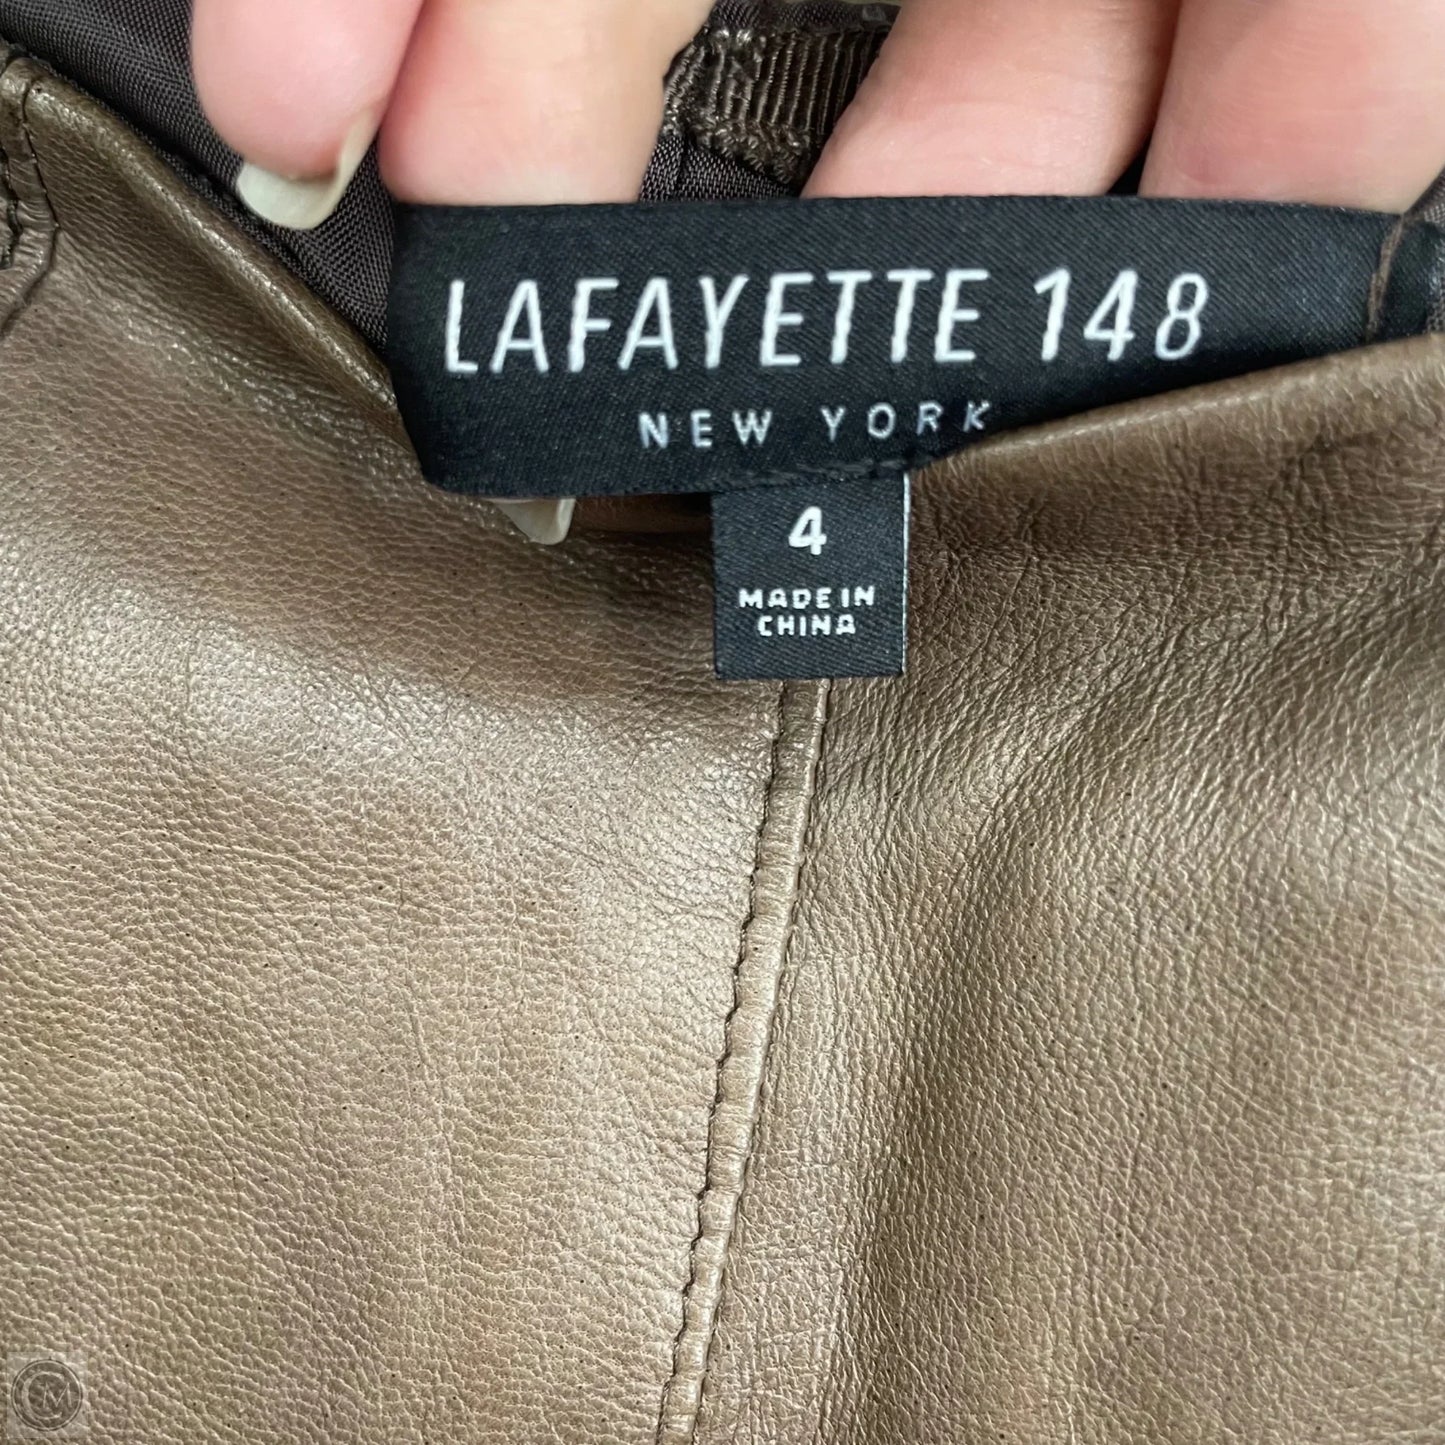 LAFAYETTE 148
NEW YORK
4
MADE IN
CHINA